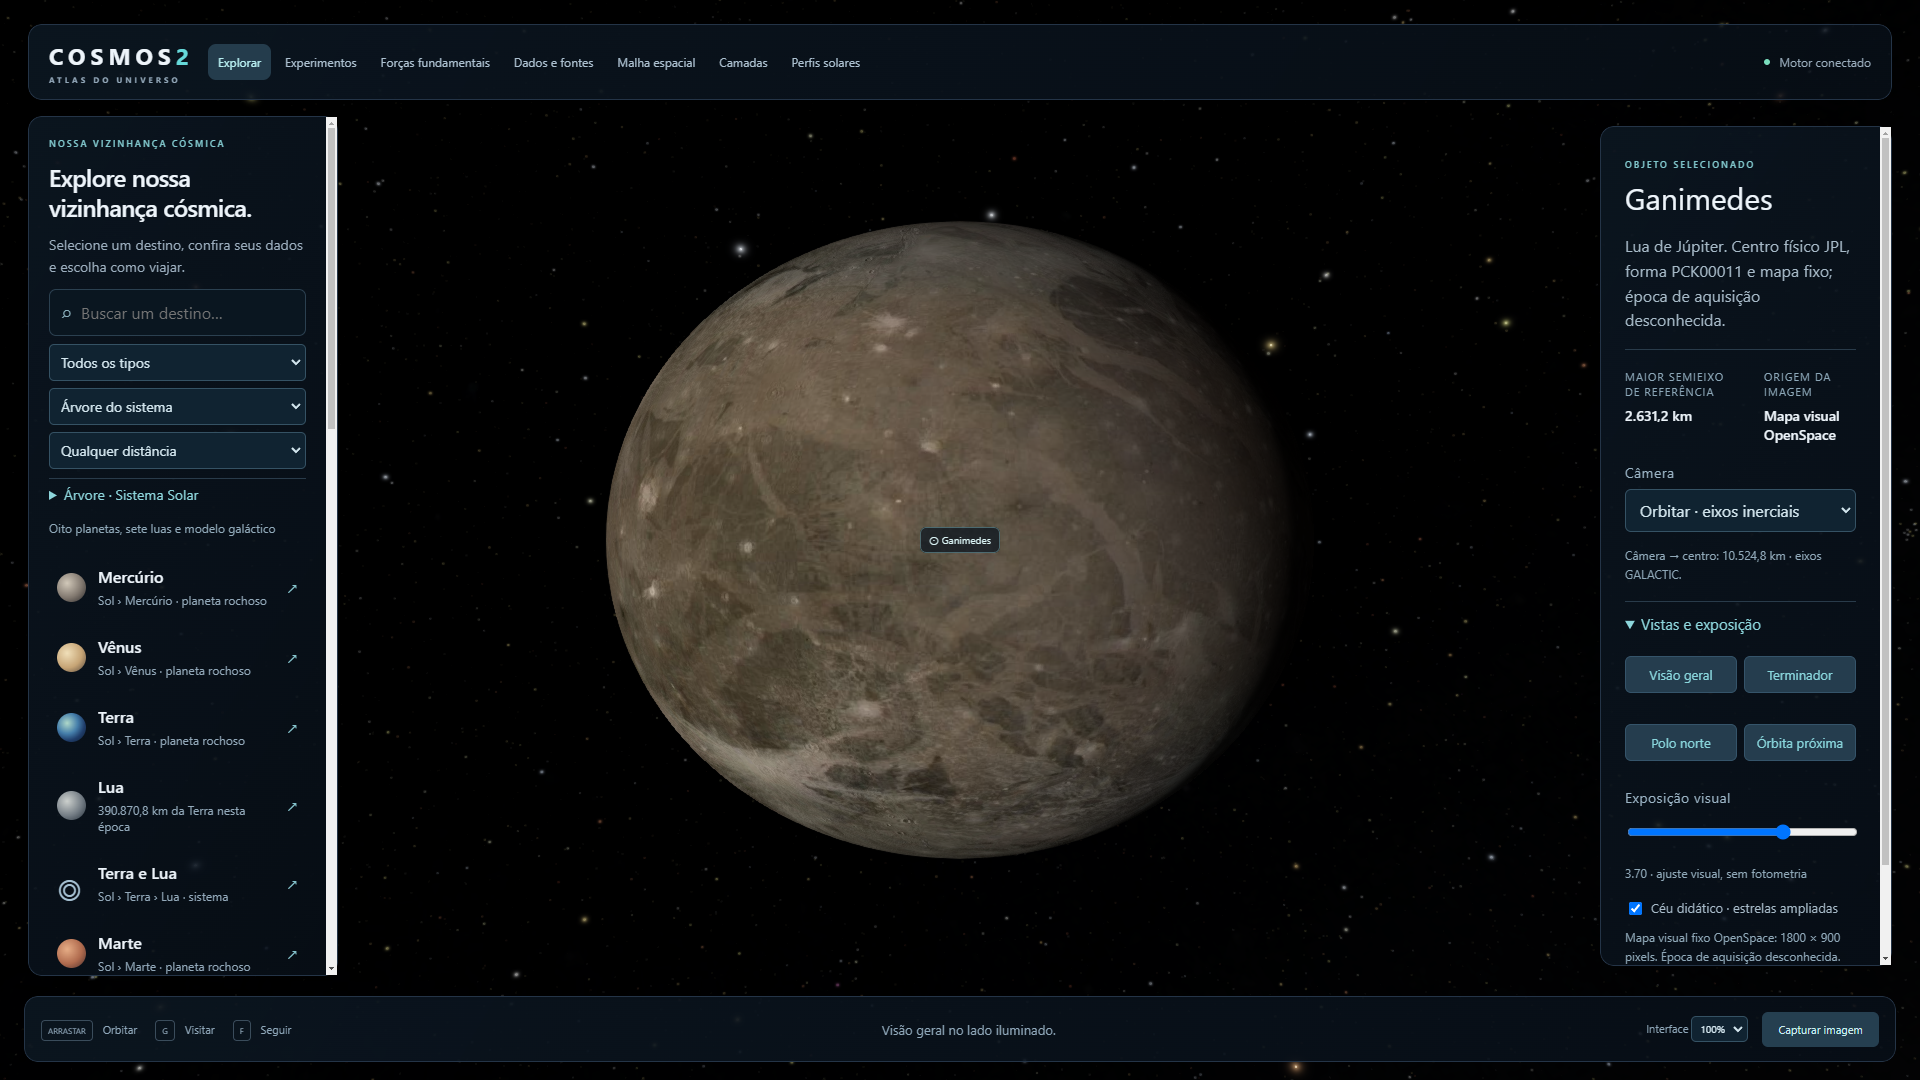 COSMOS2
ATLAS DO UNIVERSO
Explorar
Experimentos
Forças fundamentais
Dados e fontes
Malha espacial
Camadas
Perfis solares
Motor conectado
NOSSA VIZINHANÇA CÓSMICA
Explore nossa
vizinhança cósmica.
Selecione um destino, confira seus dados
e escolha como viajar.
Buscar um destino...
Todos os tipos
Árvore do sistema
Qualquer distância
Árvore · Sistema Solar
Oito planetas, sete luas e modelo galáctico
Mercúrio
Sol › Mercúrio · planeta rochoso
Vênus
Sol › Vênus · planeta rochoso
Terra
Sol › Terra · planeta rochoso
Lua
390.870,8 km da Terra nesta
época
Terra e Lua
Sol › Terra › Lua · sistema
Marte
Sol › Marte · planeta rochoso
Ganimedes
OBJETO SELECIONADO
Ganimedes
Lua de Júpiter. Centro físico JPL,
forma PCK00011 e mapa fixo;
época de aquisição
desconhecida.
MAIOR SEMIEIXO
DE REFERÊNCIA
2.631,2 km
ORIGEM DA
IMAGEM
Mapa visual
OpenSpace
Câmera
Orbitar · eixos inerciais
Câmera → centro: 10.524,8 km · eixos
GALACTIC.
Vistas e exposição
Visão geral
Terminador
Polo norte
Órbita próxima
Exposição visual
3.70 · ajuste visual, sem fotometria
Céu didático · estrelas ampliadas
Mapa visual fixo OpenSpace: 1800 × 900
pixels. Época de aquisição desconhecida.
ARRASTAR
Orbitar
G
Visitar
F
Seguir
Visão geral no lado iluminado.
Interface
100%
Capturar imagem